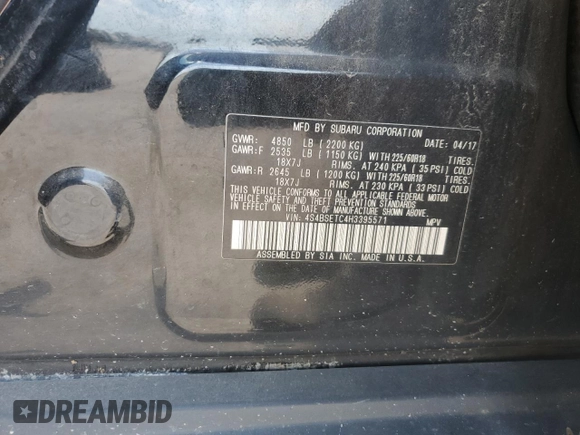 MFD BY SUBARU CORPORATION DATE: 04/17
GVWR: 4850 LB (2200 KG)
GAWR:F 2535 LB (1150 KG) WITH 225/60R18 TIRES.
18X7J RIMS. AT 240 KPA (35 PSI) COLD
GAWR:R 2645 LB (1200 KG) WITH 225/60R18 TIRES.
18X7J RIMS. AT 230 KPA (33 PSI) COLD
THIS VEHICLE CONFORMS TO ALL APPLICABLE FEDERAL MOTOR
VEHICLE SAFETY AND THEFT PREVENTION STANDARDS
IN EFFECT ON THE DATE OF MANUFACTURE SHOWN ABOVE.
VIN: 4S4BSETC4H3395571 MPV
ASSEMBLED BY SIA INC. MADE IN U.S.A.
DREAMBID